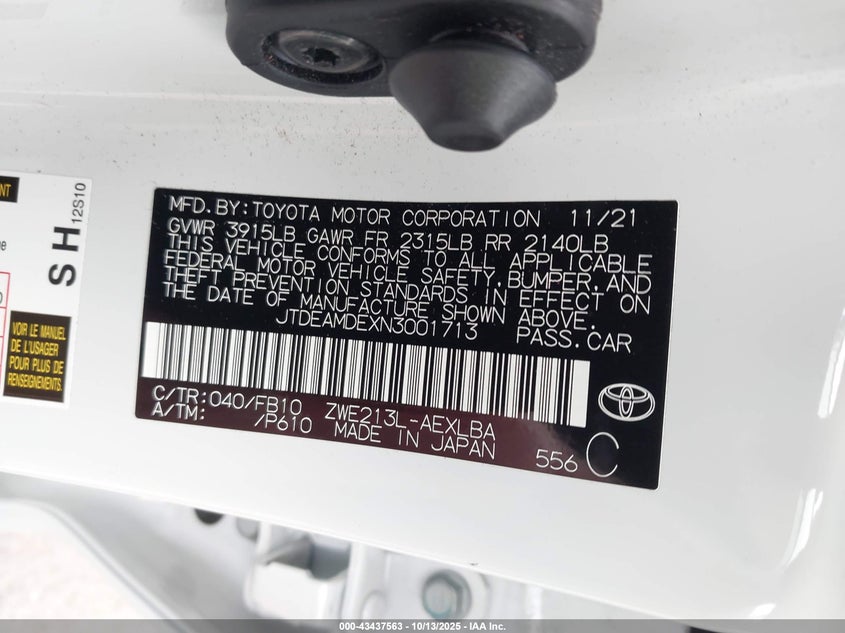 MFD. BY: TOYOTA MOTOR CORPORATION 11/21
GVWR 3915LB GAWR FR 2315LB RR 2140LB
THIS VEHICLE CONFORMS TO ALL APPLICABLE
FEDERAL MOTOR VEHICLE SAFETY, BUMPER, AND
THEFT PREVENTION STANDARDS IN EFFECT ON
THE DATE OF MANUFACTURE SHOWN ABOVE.
JTDEAMDEXN3001713 PASS.CAR
C/TR: 040/FB10 ZWE213L-AEXLBA
A/TM: /P610 MADE IN JAPAN
556 C
SH
12S10
MANUEL DE
L'USAGER
POUR PLUS DE
RENSEIGNEMENTS.
000-43437563 - 10/13/2025 - IAA Inc.